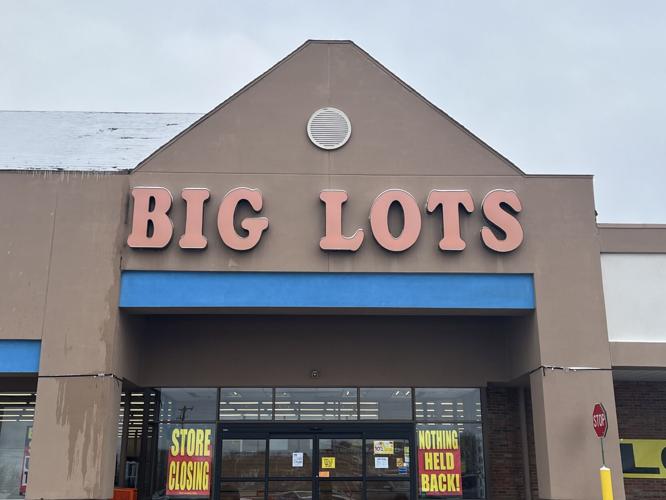 BIG LOTS
STOP
STORE
CLOSING
NOTHING
HELD
BACK!